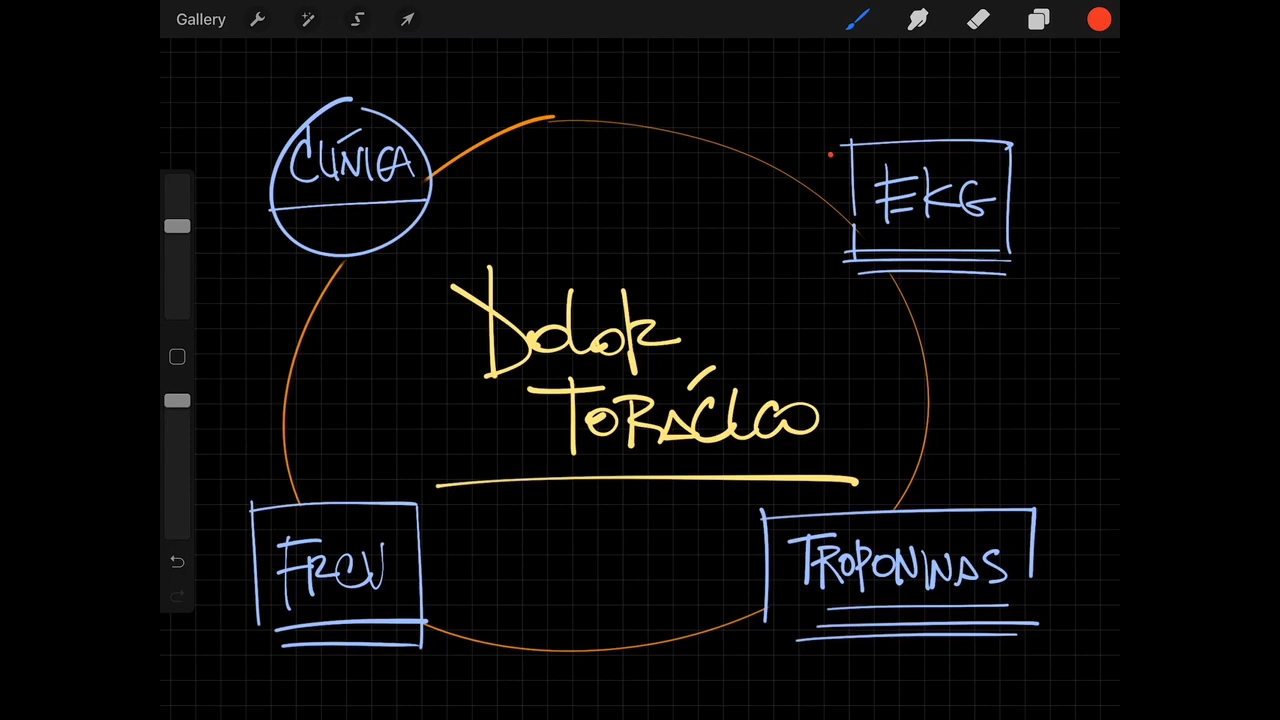 Gallery
CLÍNICA
EKG
Dolor
TORÁCICO
FRCV
TROPONINAS